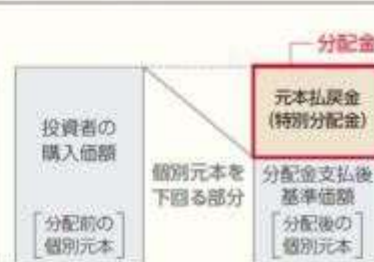 分配金
元本払戻金
(特別分配金)
投資者の
購入価額
個別元本を
下回る部分
分配金支払後
基準価額
分配前の
個別元本
分配後の
個別元本